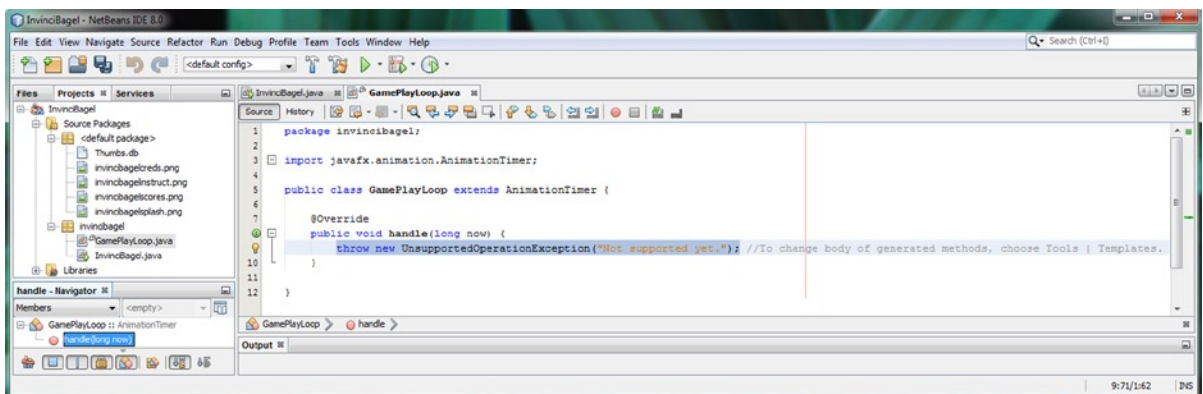 InvinciBagel - NetBeans IDE 8.0
File Edit View Navigate Source Refactor Run Debug Profile Team Tools Window Help
Search (Ctrl+I)
<default config>
Files Projects Services
InvinciBagel
Source Packages
<default package>
Thumbs.db
invincibagelcreds.png
invincibagelinstruct.png
invincibagelscores.png
invincibagelsplash.png
invincibagel
GamePlayLoop.java
InvinciBagel.java
Libraries
handle - Navigator
Members <empty>
GamePlayLoop :: AnimationTimer
handle(long now)
InvinciBagel.java GamePlayLoop.java
Source History
1 package invincibagel;
2
3 import javafx.animation.AnimationTimer;
4
5 public class GamePlayLoop extends AnimationTimer {
6
7 @Override
public void handle(long now) {
throw new UnsupportedOperationException("Not supported yet."); //To change body of generated methods, choose Tools | Templates.
10 }
11
12 }
GamePlayLoop handle
Output
9:71/1:62 INS